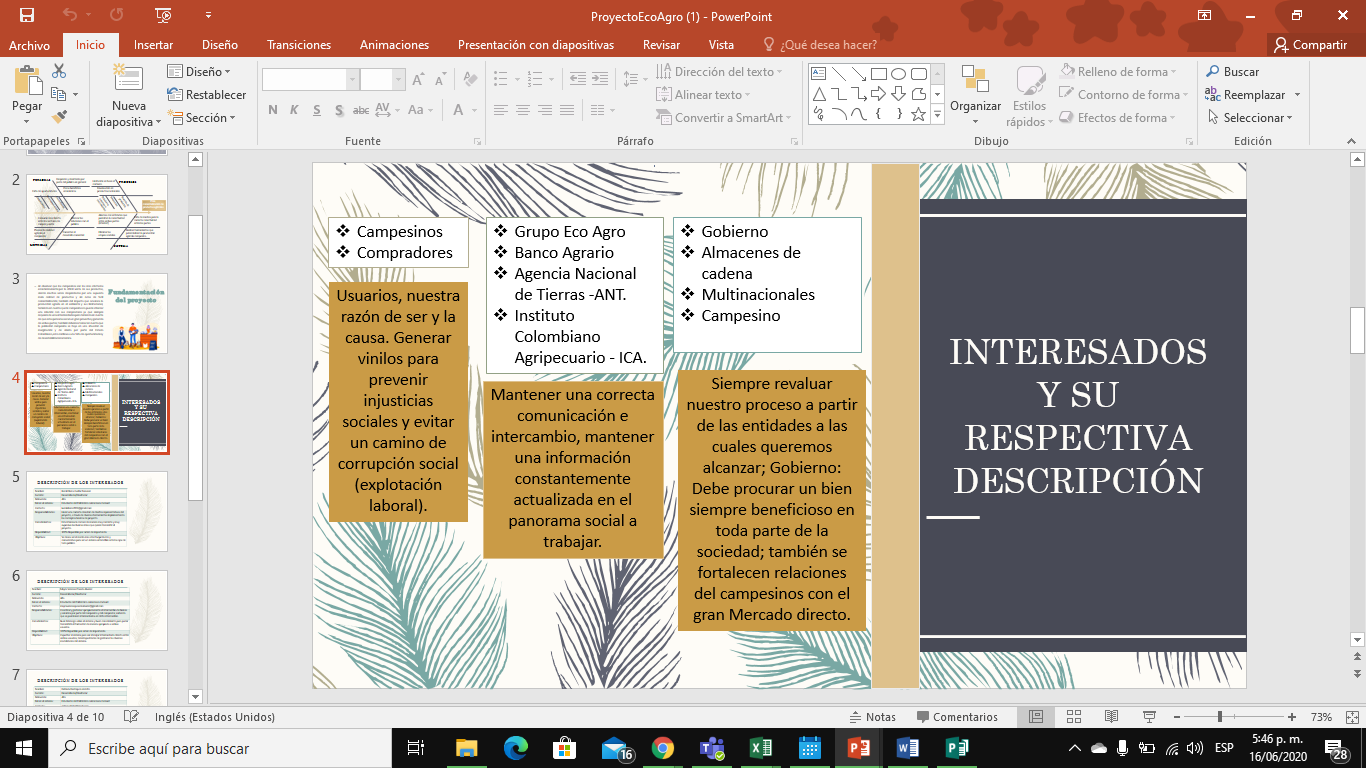 ProyectoEcoAgro (1) - PowerPoint
Archivo
Inicio
Insertar
Diseño
Transiciones
Animaciones
Presentación con diapositivas
Revisar
Vista
¿Qué desea hacer?
Compartir
Pegar
Nueva
diapositiva
Diseño
Restablecer
Sección
N K S S abc AV Aa A
Dirección del texto
Alinear texto
Convertir a SmartArt
Organizar
Estilos
rápidos
Relleno de forma
Contorno de forma
Efectos de forma
Buscar
Reemplazar
Seleccionar
Portapapeles
Diapositivas
Fuente
Párrafo
Dibujo
Edición
2
3
Fundamentación
del proyecto
4
INTERESADOS
Y SU
RESPECTIVA
DESCRIPCIÓN
5
DESCRIPCIÓN DE LOS INTERESADOS
6
DESCRIPCIÓN DE LOS INTERESADOS
7
DESCRIPCIÓN DE LOS INTERESADOS
❖ Campesinos
❖ Compradores
Usuarios, nuestra
razón de ser y la
causa. Generar
vinilos para
prevenir
injusticias
sociales y evitar
un camino de
corrupción social
(explotación
laboral).
❖ Grupo Eco Agro
❖ Banco Agrario
❖ Agencia Nacional
de Tierras -ANT.
❖ Instituto
Colombiano
Agripecuario - ICA.
Mantener una correcta
comunicación e
intercambio, mantener
una información
constantemente
actualizada en el
panorama social a
trabajar.
❖ Gobierno
❖ Almacenes de
cadena
❖ Multinacionales
❖ Campesino
Siempre revaluar
nuestro proceso a partir
de las entidades a las
cuales queremos
alcanzar; Gobierno:
Debe procurar un bien
siempre beneficioso en
toda parte de la
sociedad; también se
fortalecen relaciones
del campesinos con el
gran Mercado directo.
INTERESADOS
Y SU
RESPECTIVA
DESCRIPCIÓN
Diapositiva 4 de 10
Inglés (Estados Unidos)
Notas
Comentarios
73%
Escribe aquí para buscar
16
ESP
5:46 p. m.
16/06/2020
28